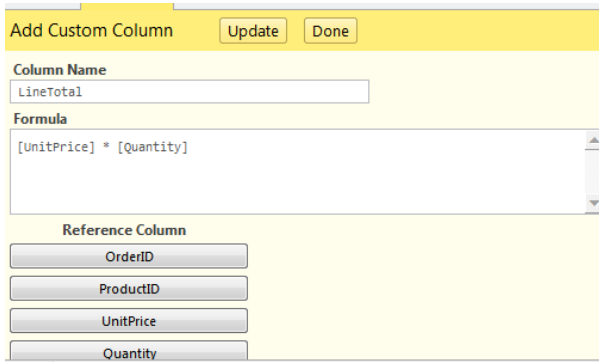 Add Custom Column Update Done
Column Name
LineTotal
Formula
[UnitPrice] * [Quantity]
Reference Column
OrderID
ProductID
UnitPrice
Quantity